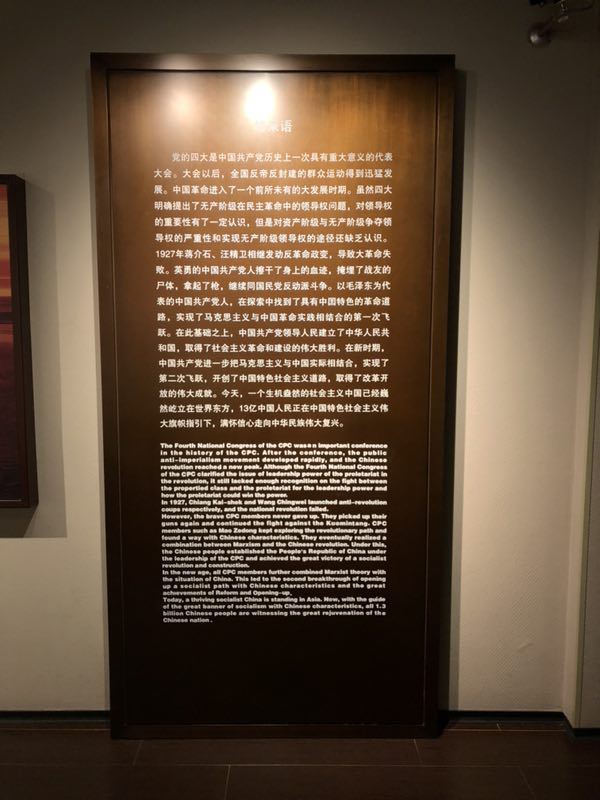 语
党的四大是中国共产党历史上一次具有重大意义的代表
大会。大会以后，全国反帝反封建的群众运动得到迅猛发
展。中国革命进入了一个前所未有的大发展时期。虽然四大
明确提出了无产阶级在民主革命中的领导权问题，对领导权
的重要性有了一定认识，但是对资产阶级与无产阶级争夺领
导权的严重性和实现无产阶级领导权的途径还缺乏认识。
1927年蒋介石、汪精卫相继发动反革命政变，导致大革命失
败。英勇的中国共产党人擦干了身上的血迹，掩埋了战友的
尸体，拿起了枪，继续同国民党反动派斗争。以毛泽东为代
表的中国共产党人，在探索中找到了具有中国特色的革命道
路，实现了马克思主义与中国革命实践相结合的第一次飞
跃。在此基础之上，中国共产党领导人民建立了中华人民共
和国，取得了社会主义革命和建设的伟大胜利。在新时期，
中国共产党进一步把马克思主义与中国实际相结合，实现了
第二次飞跃，开创了中国特色社会主义道路，取得了改革开
放的伟大成就。今天，一个生机盎然的社会主义中国已经巍
然屹立在世界东方，13亿中国人民正在中国特色社会主义伟
大旗帜指引下，满怀信心走向中华民族伟大复兴。
The Fourth National Congress of the CPC wasan important conference
in the history of the CPC. After the conference, the public
anti-imperialism movement developed rapidly, and the Chinese
revolution reached a new peak. Although the Fourth National Congress
of the CPC clarified the issue of leadership power of the proletariat in
the revolution, it still lacked enough recognition on the fight between
the propertied class and the proletariat for the leadership power and
how the proletariat could win the power.
In 1927, Chiang Kai-shek and Wang Chingwei launched anti-revolution
coups respectively, and the national revolution failed.
However, the brave CPC members never gave up. They picked up their
guns again and continued the fight against the Kuomintang. CPC
members such as Mao Zedong kept exploring the revolutionary path and
found a way with Chinese characteristics. They eventually realized a
combination between Marxism and the Chinese revolution. Under this,
the Chinese people established the People's Republic of China under
the leadership of the CPC and achieved the great victory of a socialist
revolution and construction.
In the new age, all CPC members further combined Marxist theory with
the situation of China. This led to the second breakthrough of opening
up a socialist path with Chinese characteristics and the great
achievements of Reform and Opening-up.
Today, a thriving socialist China is standing in Asia. Now, with the guide
of the great banner of socialism with Chinese characteristics, all 1.3
billion Chinese people are witnessing the great rejuvenation of the
Chinese nation.